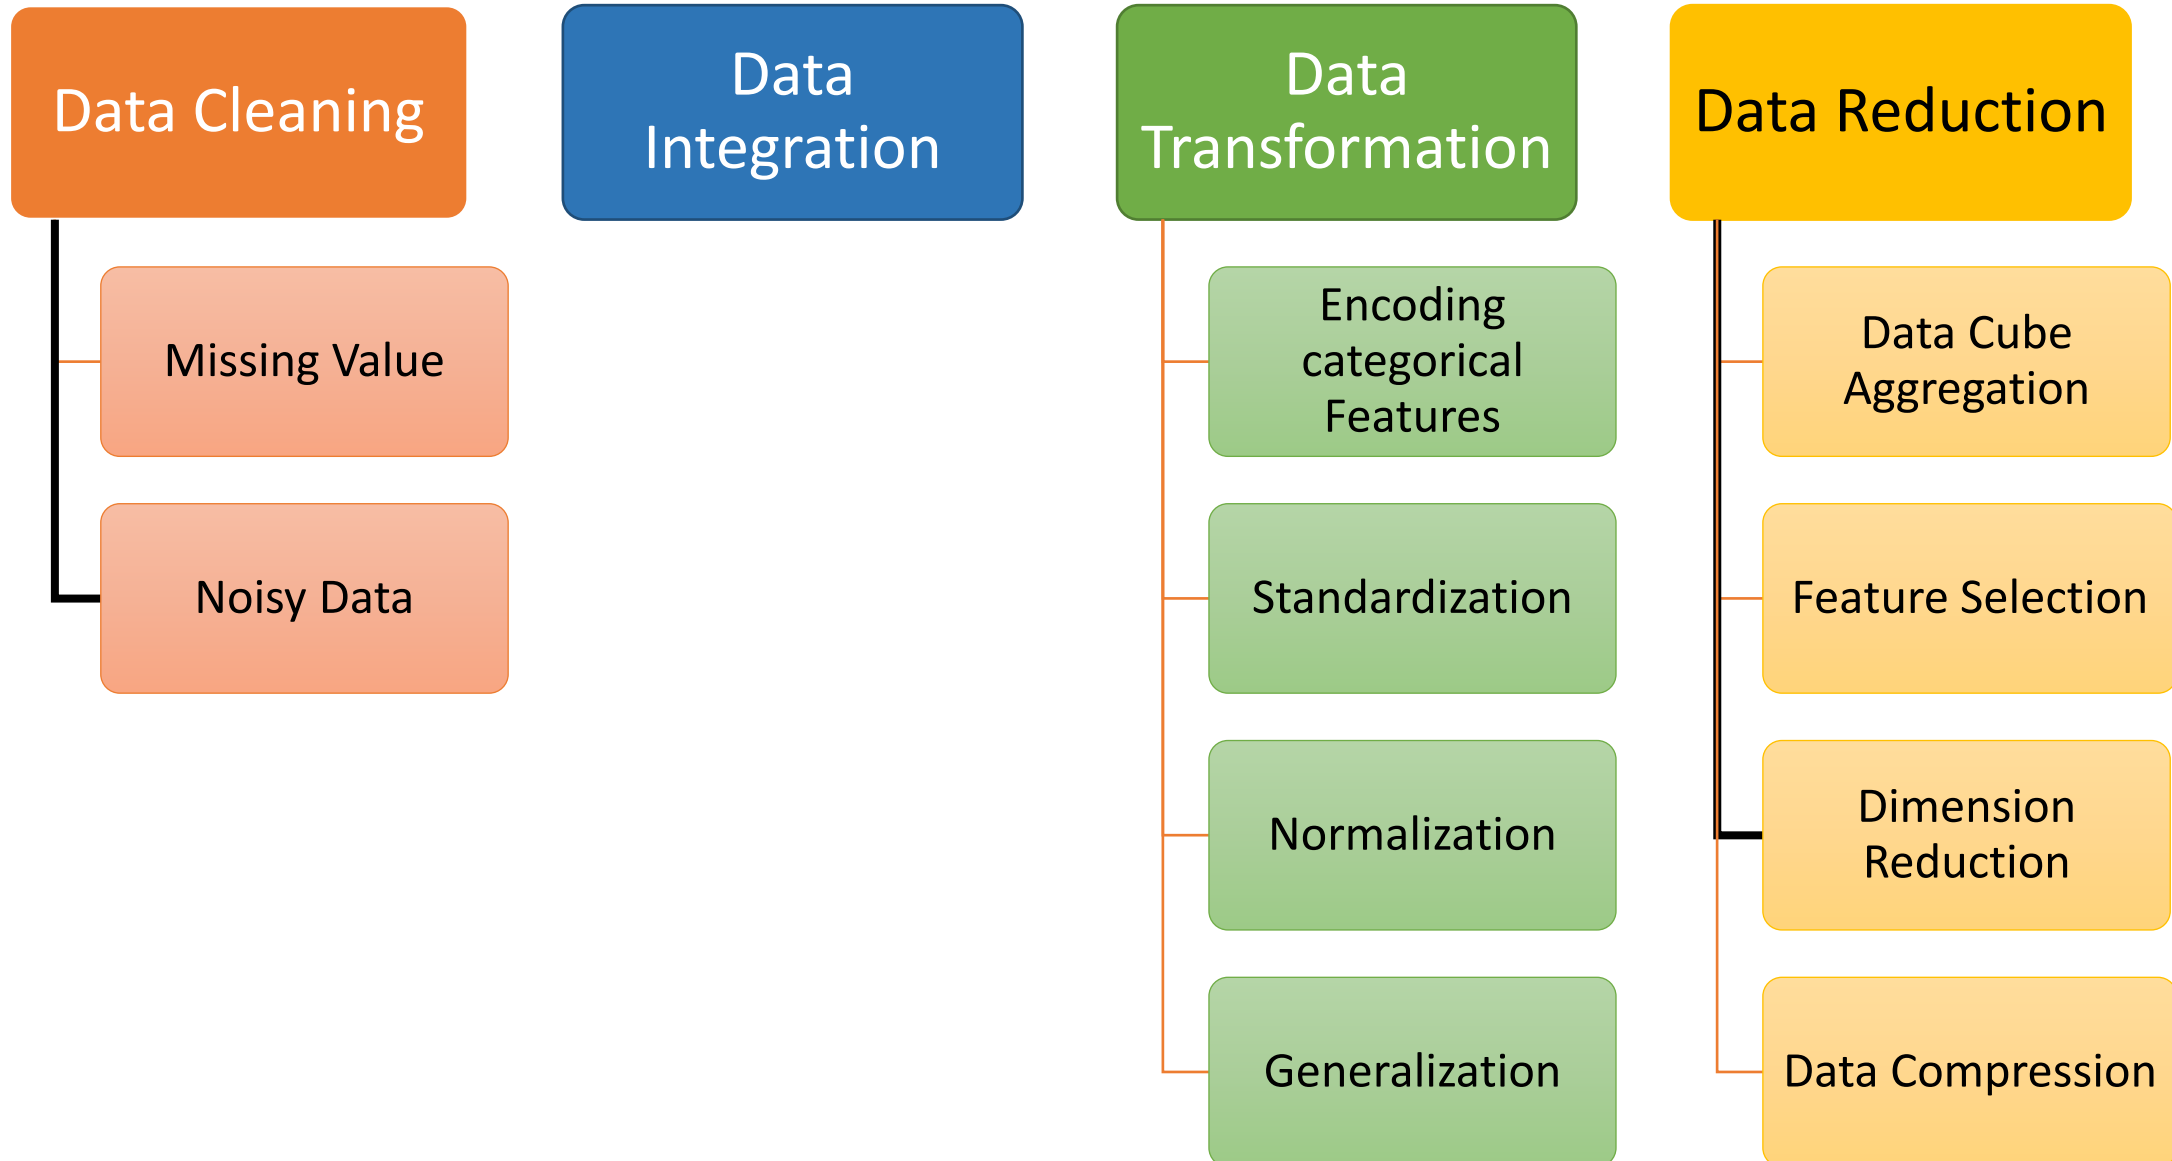 Data Cleaning
Missing Value
Noisy Data
Data
Integration
Data
Transformation
Encoding
categorical
Features
Standardization
Normalization
Generalization
Data Reduction
Data Cube
Aggregation
Feature Selection
Dimension
Reduction
Data Compression